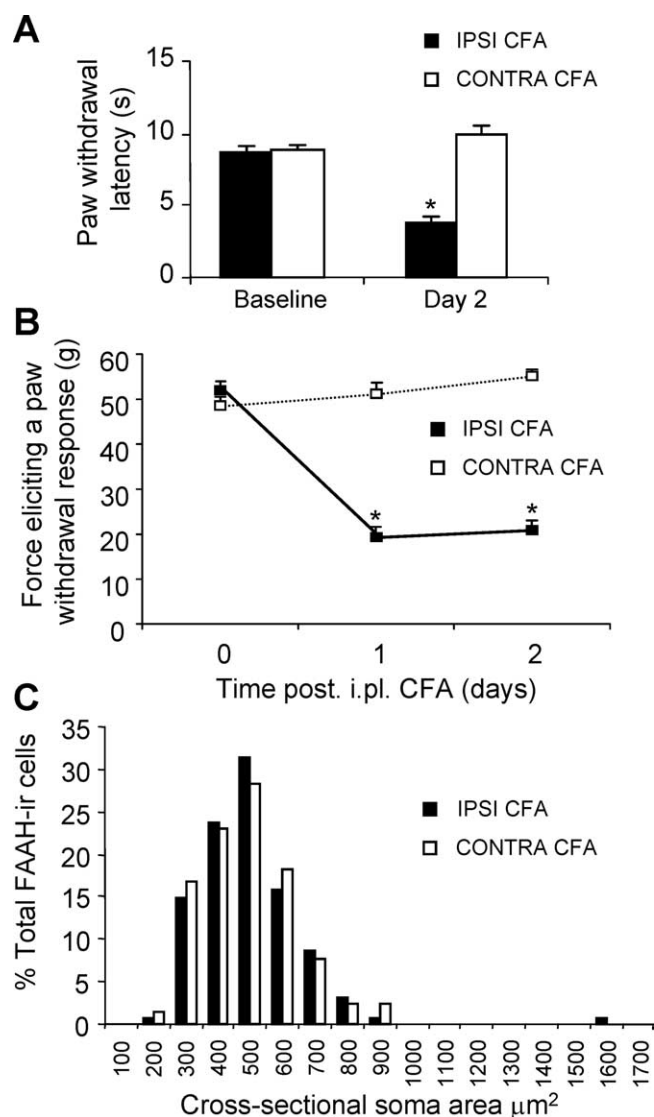 A
IPSI CFA
CONTRA CFA
Paw withdrawal
latency (s)
15
10
5
0
*
Baseline
Day 2
B
Force eliciting a paw
withdrawal response (g)
60
50
40
30
20
10
0
IPSI CFA
CONTRA CFA
*
*
0
1
2
Time post. i.pl. CFA (days)
C
% Total FAAH-ir cells
35
30
25
20
15
10
5
0
IPSI CFA
CONTRA CFA
100
200
300
400
500
600
700
800
900
1000
1100
1200
1300
1400
1500
1600
1700
Cross-sectional soma area μm²